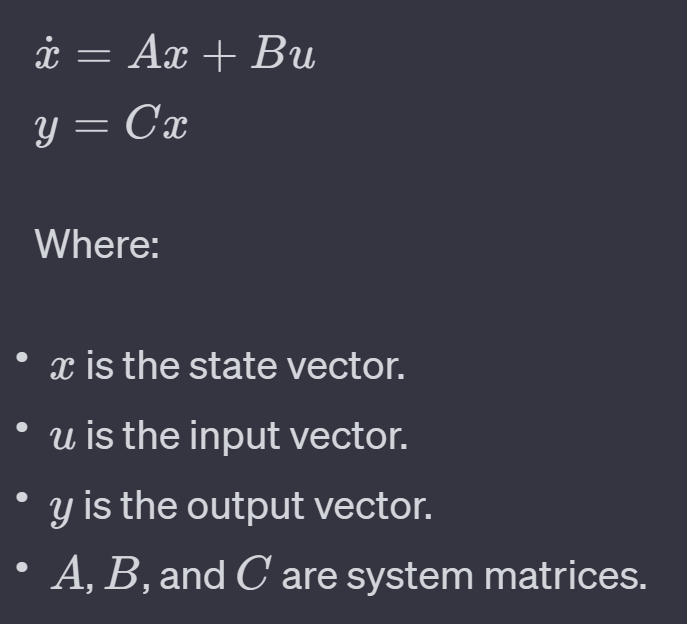 ẋ = Ax + Bu
y = Cx
Where:
• x is the state vector.
• u is the input vector.
• y is the output vector.
• A, B, and C are system matrices.